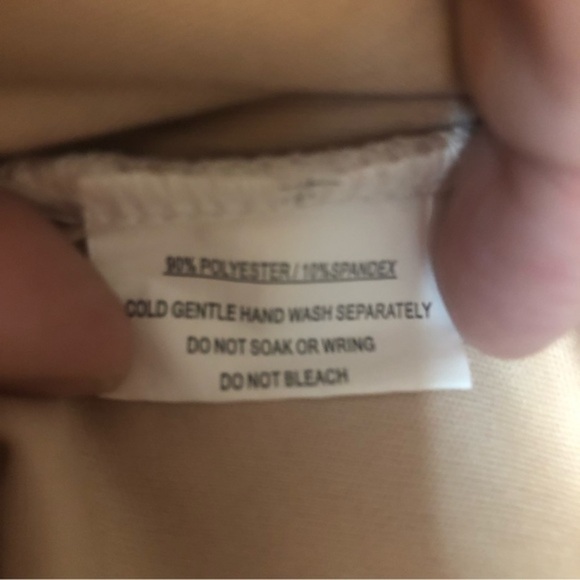 90% POLYESTER / 10% SPANDEX
COLD GENTLE HAND WASH SEPARATELY
DO NOT SOAK OR WRING
DO NOT BLEACH